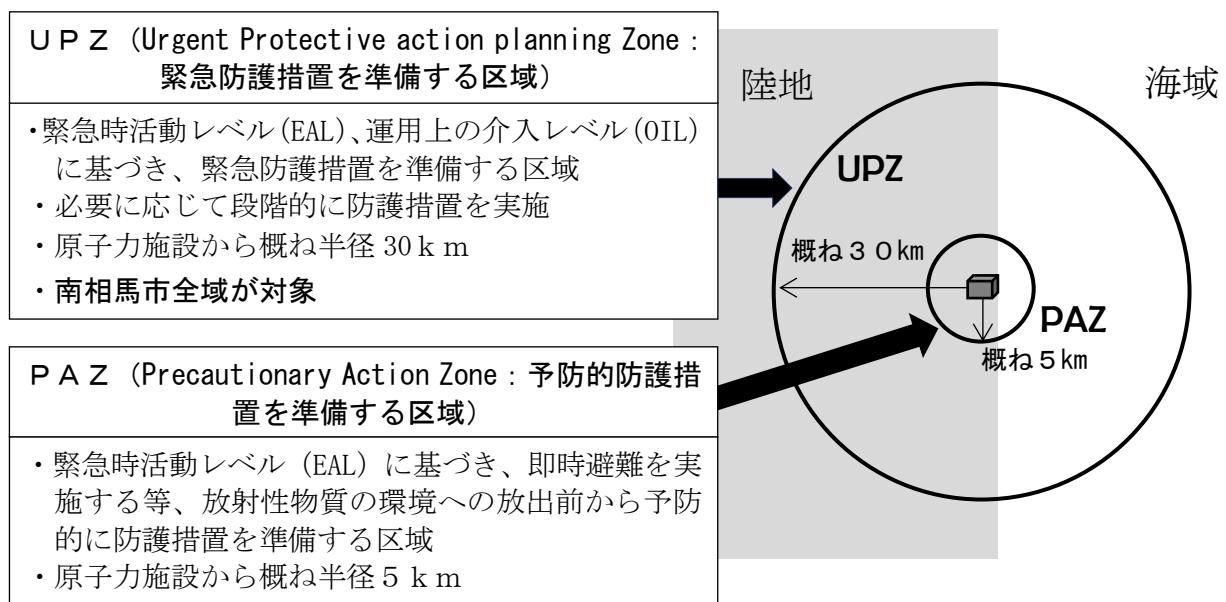 ＵＰＺ（Urgent Protective action planning Zone：
緊急防護措置を準備する区域）
・緊急時活動レベル(EAL)、運用上の介入レベル(OIL)
に基づき、緊急防護措置を準備する区域
・必要に応じて段階的に防護措置を実施
・原子力施設から概ね半径 30ｋｍ
・南相馬市全域が対象
ＰＡＺ（Precautionary Action Zone：予防的防護措
置を準備する区域）
・緊急時活動レベル（EAL）に基づき、即時避難を実
施する等、放射性物質の環境への放出前から予防
的に防護措置を準備する区域
・原子力施設から概ね半径５ｋｍ
陸地
海域
UPZ
概ね３０㎞
PAZ
概ね５㎞